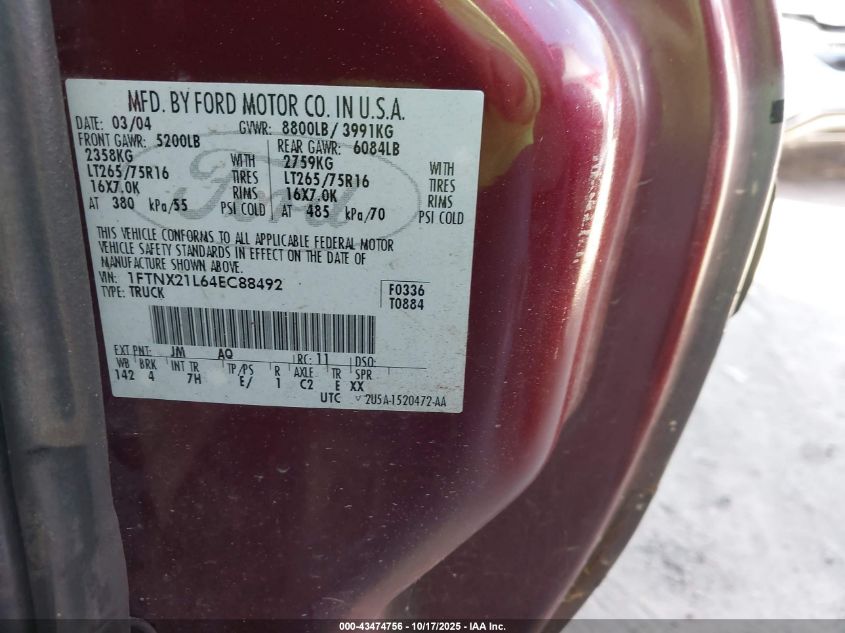 MFD. BY FORD MOTOR CO. IN U.S.A.
DATE: 03/04 GVWR: 8800LB/ 3991KG
FRONT GAWR: 5200LB REAR GAWR: 6084LB
2358KG WITH 2759KG WITH
LT265/75R16 TIRES LT265/75R16 TIRES
16X7.0K RIMS 16X7.0K RIMS
AT 380 kPa/55 PSI COLD AT 485 kPa/70 PSI COLD
Ford
THIS VEHICLE CONFORMS TO ALL APPLICABLE FEDERAL MOTOR
VEHICLE SAFETY STANDARDS IN EFFECT ON THE DATE OF
MANUFACTURE SHOWN ABOVE.
VIN: 1FTNX21L64EC88492 F0336
TYPE: TRUCK T0884
EXT PNT: JM AQ RC: 11 DSO:
WB BRK INT TR TP/PS R AXLE TR SPR
142 4 7H E/ 1 C2 E XX
UTC 2U5A-1520472-AA
000-43474756 - 10/17/2025 - IAA Inc.